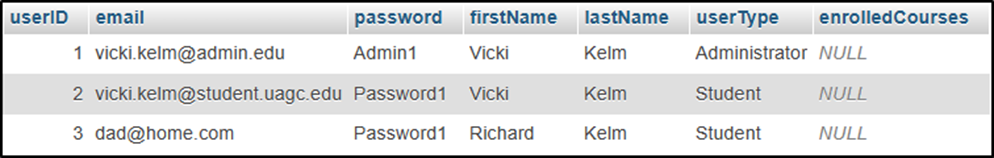 userID email password firstName lastName userType enrolledCourses
1 vicki.kelm@admin.edu Admin1 Vicki Kelm Administrator NULL
2 vicki.kelm@student.uagc.edu Password1 Vicki Kelm Student NULL
3 dad@home.com Password1 Richard Kelm Student NULL